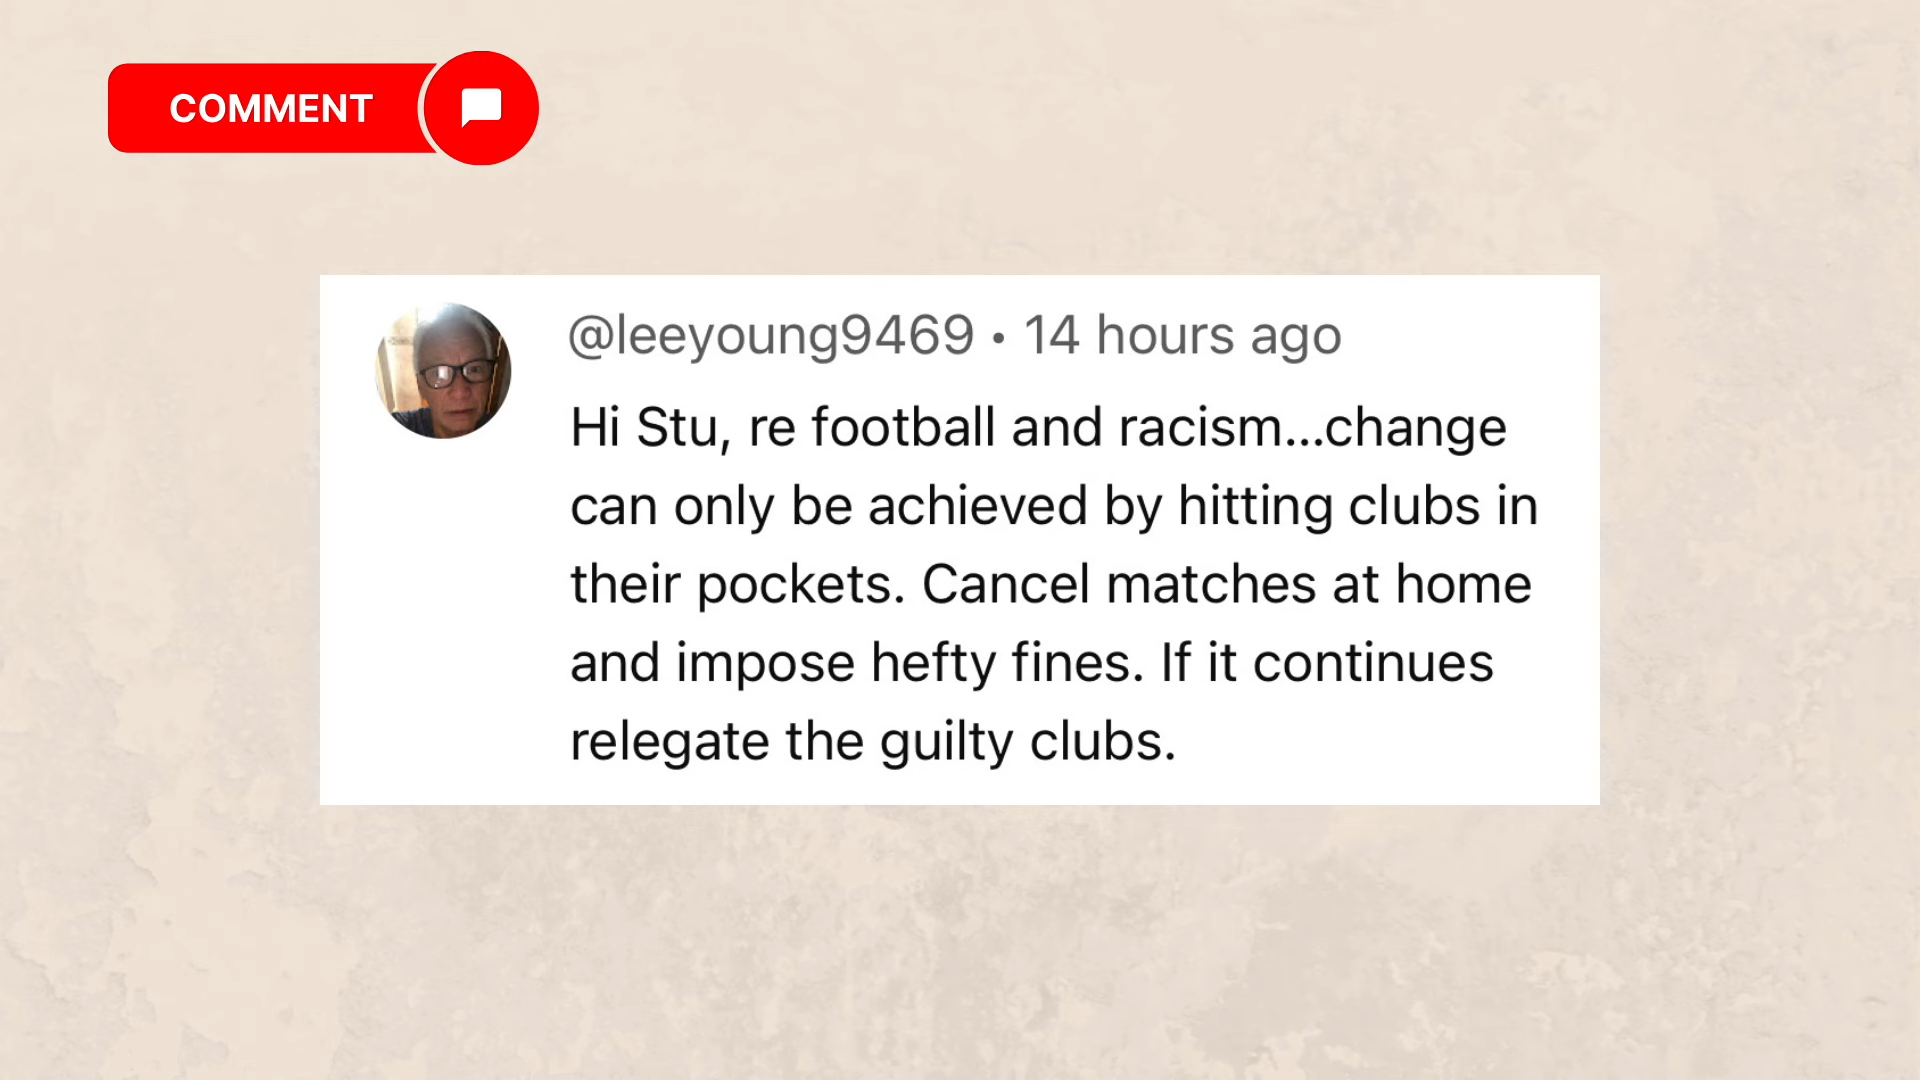 COMMENT
@leeyoung9469 • 14 hours ago
Hi Stu, re football and racism...change
can only be achieved by hitting clubs in
their pockets. Cancel matches at home
and impose hefty fines. If it continues
relegate the guilty clubs.